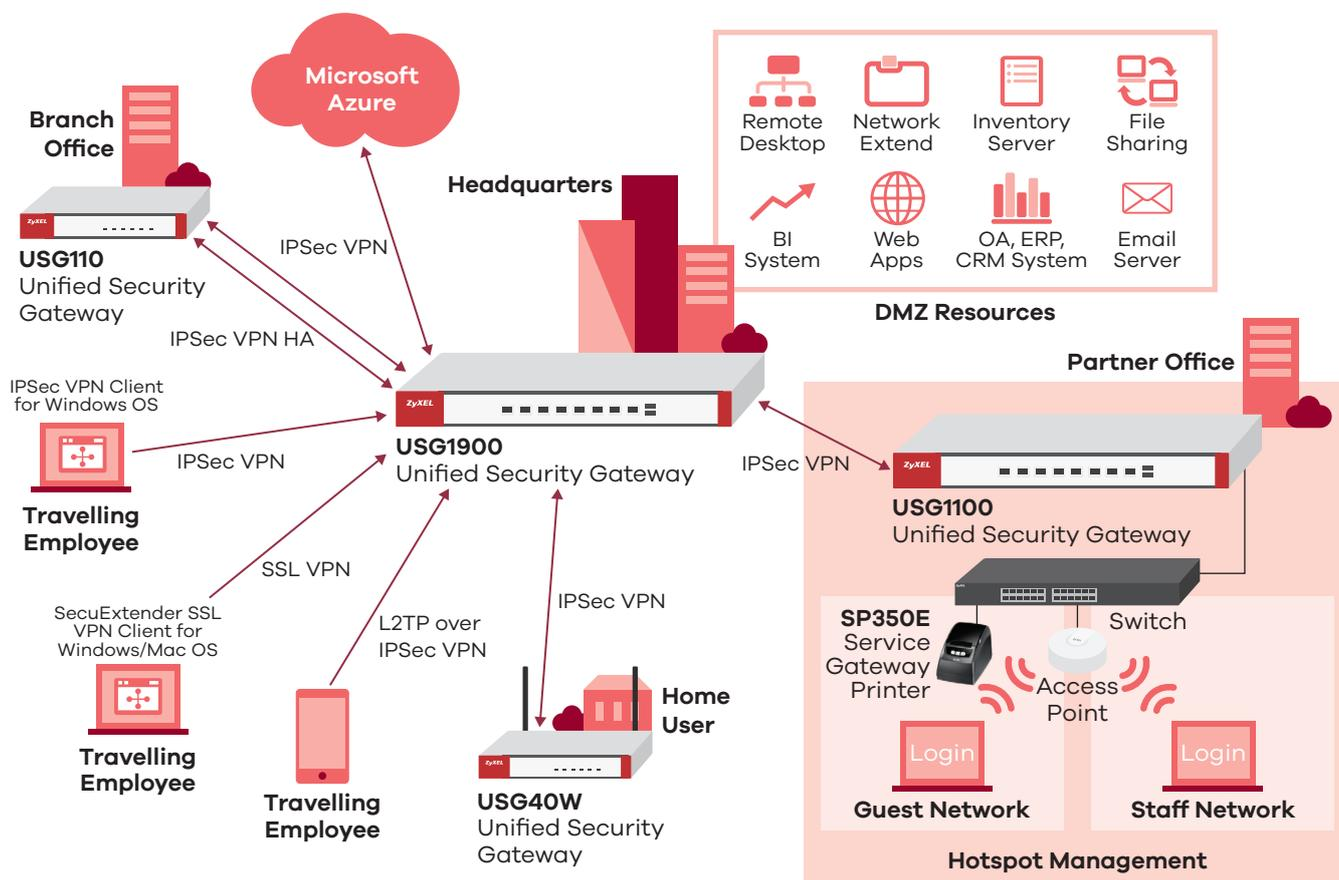 Microsoft
Azure
Branch
Office
ZyXEL
USG110
Unified Security
Gateway
IPSec VPN
IPSec VPN HA
Headquarters
Remote
Desktop
Network
Extend
Inventory
Server
File
Sharing
BI
System
Web
Apps
OA, ERP,
CRM System
Email
Server
DMZ Resources
ZyXEL
USG1900
Unified Security Gateway
IPSec VPN Client
for Windows OS
IPSec VPN
Travelling
Employee
SSL VPN
SecuExtender SSL
VPN Client for
Windows/Mac OS
Travelling
Employee
L2TP over
IPSec VPN
Travelling
Employee
IPSec VPN
Home
User
USG40W
Unified Security
Gateway
IPSec VPN
Partner Office
ZyXEL
USG1100
Unified Security Gateway
Switch
SP350E
Service
Gateway
Printer
Access
Point
Login
Guest Network
Login
Staff Network
Hotspot Management